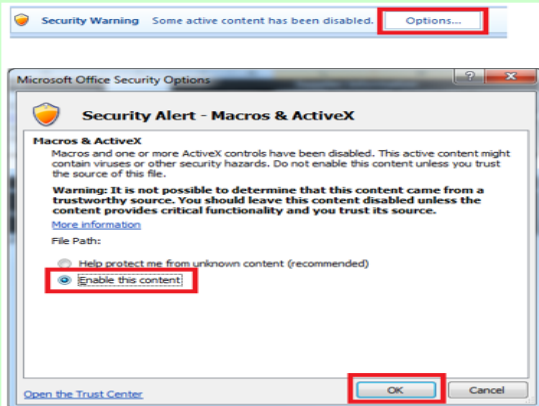 Security Warning Some active content has been disabled. Options...
Microsoft Office Security Options
? X
Security Alert - Macros & ActiveX
Macros & ActiveX
Macros and one or more ActiveX controls have been disabled. This active content might
contain viruses or other security hazards. Do not enable this content unless you trust
the source of this file.
Warning: It is not possible to determine that this content came from a
trustworthy source. You should leave this content disabled unless the
content provides critical functionality and you trust its source.
More information
File Path:
Help protect me from unknown content (recommended)
Enable this content
Open the Trust Center OK Cancel